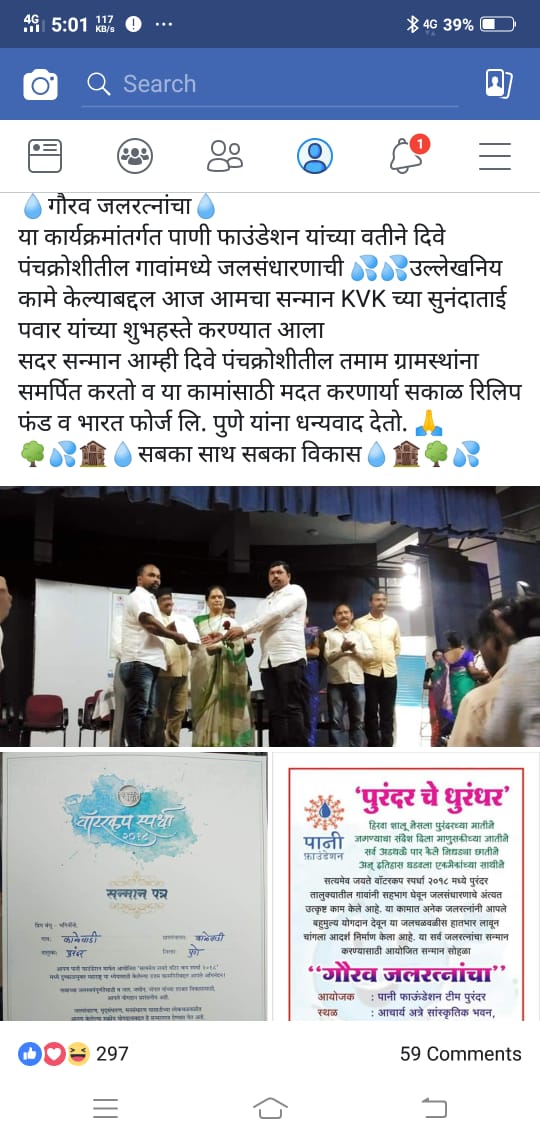 4G 5:01 117 KB/s 4G 39%
Search
1
💧गौरव जलरत्नांचा💧
या कार्यक्रमांतर्गत पाणी फाउंडेशन यांच्या वतीने दिवे
पंचक्रोशीतील गावांमध्ये जलसंधारणाची 💦💦उल्लेखनिय
कामे केल्याबद्दल आज आमचा सन्मान KVK च्या सुनंदाताई
पवार यांच्या शुभहस्ते करण्यात आला
सदर सन्मान आम्ही दिवे पंचक्रोशीतील तमाम ग्रामस्थांना
समर्पित करतो व या कामांसाठी मदत करणार्या सकाळ रिलिप
फंड व भारत फोर्ज लि. पुणे यांना धन्यवाद देतो. 🙏
🌳💦🏚💧सबका साथ सबका विकास💧🏚🌳💦
वॉटरकप स्पर्धा
२०१८
सन्मान पत्र
गाव:
तालुका: पुरंदर जिल्हा: पुणे
'पुरंदर चे धुरंधर'
हिरवा शालू नेसला पुरंदरच्या मातीने
जगण्याचा संदेश दिला माणुसकीच्या जातीने
सर्व अडथळे पार केले निधड्या छातीने
अन् इतिहास घडवला एकमेकांच्या साथीने
पानी
फाउंडेशन
सत्यमेव जयते वॉटरकप स्पर्धा २०१८ मध्ये पुरंदर
तालुक्यातील गावांनी सहभाग घेवून जलसंधारणाचे अंत्यत
उत्कृष्ट काम केले आहे. या कामात अनेक जलरत्नांनी आपले
बहुमुल्य योगदान देवून या जलचळवळीस हातभार लावून
चांगला आदर्श निर्माण केला आहे. या सर्व जलरत्नांचा सन्मान
करण्यासाठी आयोजित सन्मान सोहळा
“गौरव जलरत्नांचा”
आयोजक : पानी फाऊंडेशन टीम पुरंदर
स्थळ : आचार्य अत्रे सांस्कृतिक भवन,
297
59 Comments